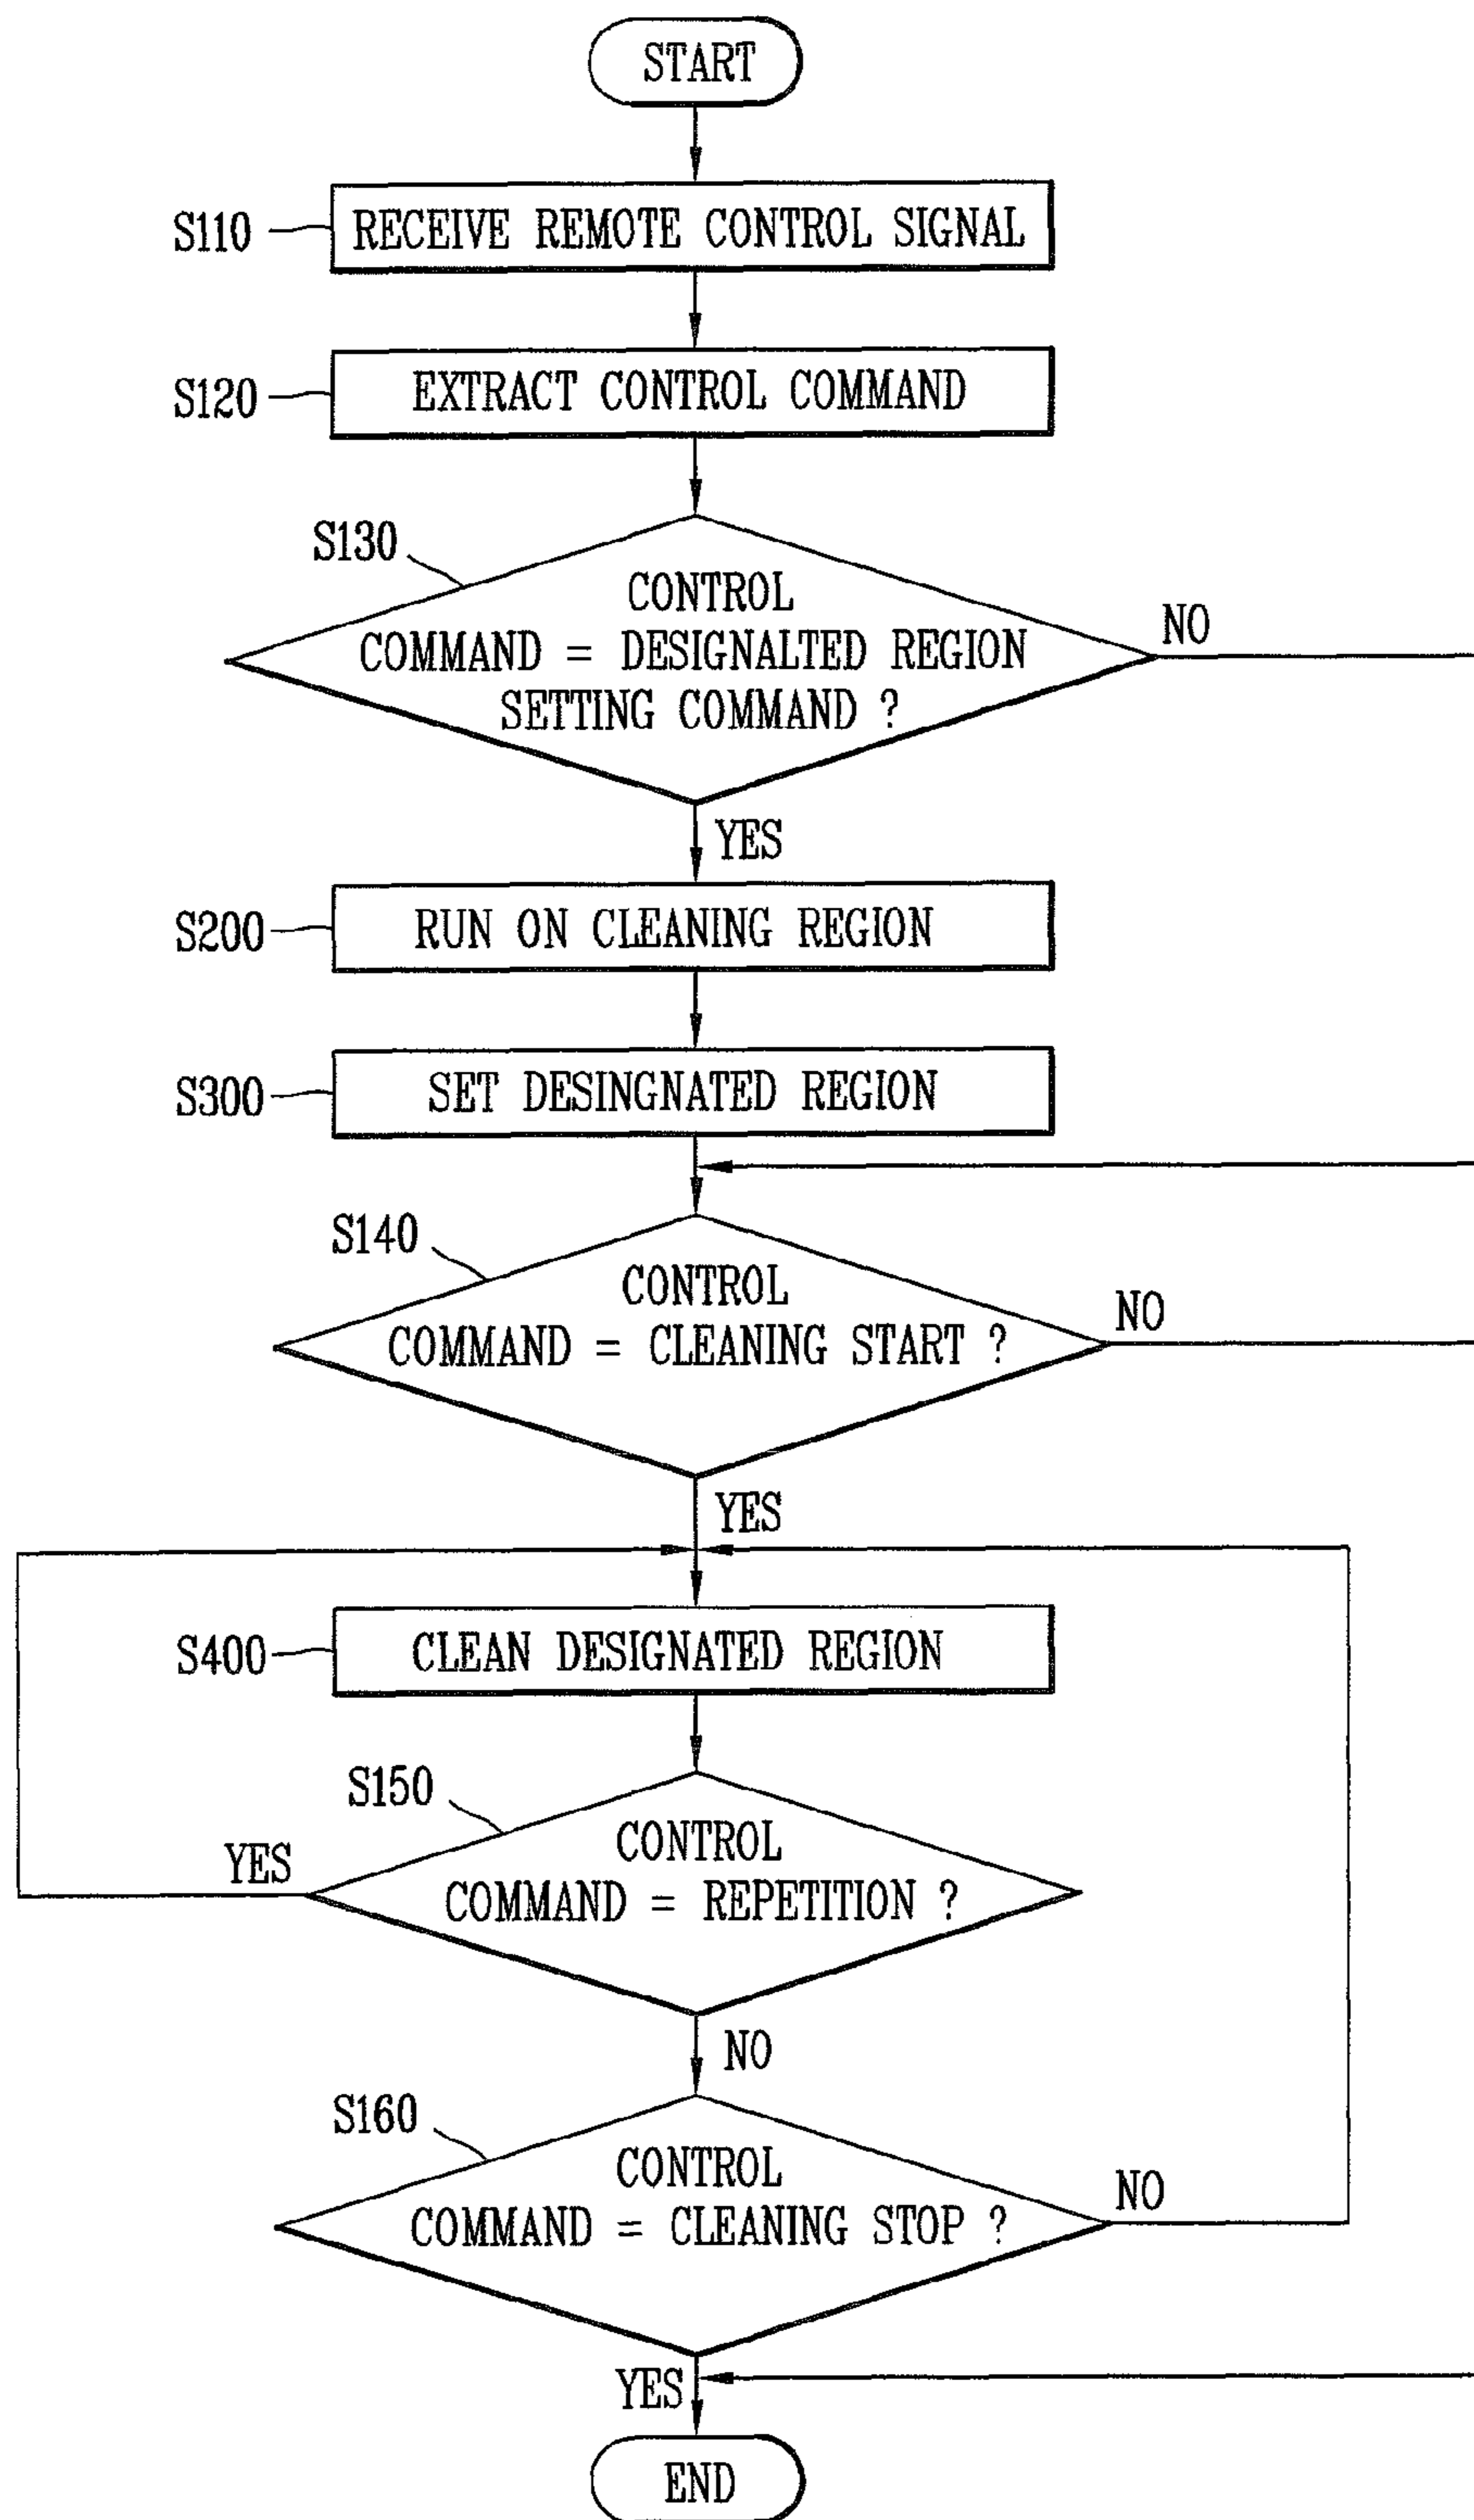 START
S110
RECEIVE REMOTE CONTROL SIGNAL
S120
EXTRACT CONTROL COMMAND
S130
CONTROL
COMMAND = DESIGNALTED REGION
SETTING COMMAND ?
NO
YES
S200
RUN ON CLEANING REGION
S300
SET DESINGNATED REGION
S140
CONTROL
COMMAND = CLEANING START ?
NO
YES
S400
CLEAN DESIGNATED REGION
S150
CONTROL
COMMAND = REPETITION ?
YES
NO
S160
CONTROL
COMMAND = CLEANING STOP ?
NO
YES
END